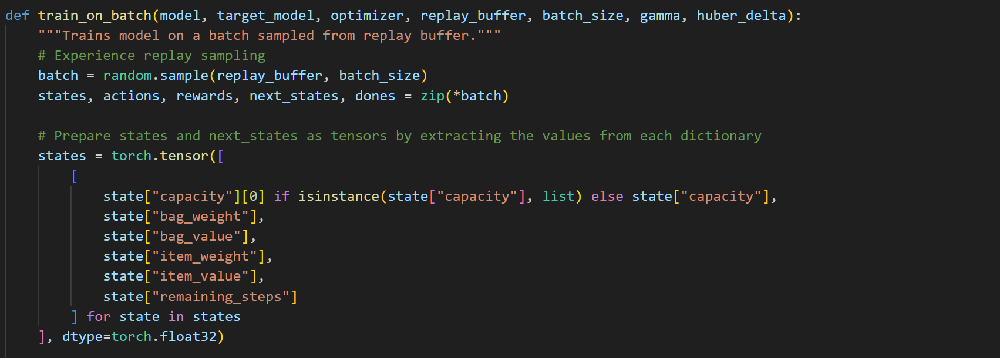 def train_on_batch(model, target_model, optimizer, replay_buffer, batch_size, gamma, huber_delta):
    """Trains model on a batch sampled from replay buffer."""
    # Experience replay sampling
    batch = random.sample(replay_buffer, batch_size)
    states, actions, rewards, next_states, dones = zip(*batch)

    # Prepare states and next_states as tensors by extracting the values from each dictionary
    states = torch.tensor([
        [
            state["capacity"][0] if isinstance(state["capacity"], list) else state["capacity"],
            state["bag_weight"],
            state["bag_value"],
            state["item_weight"],
            state["item_value"],
            state["remaining_steps"]
        ] for state in states
    ], dtype=torch.float32)